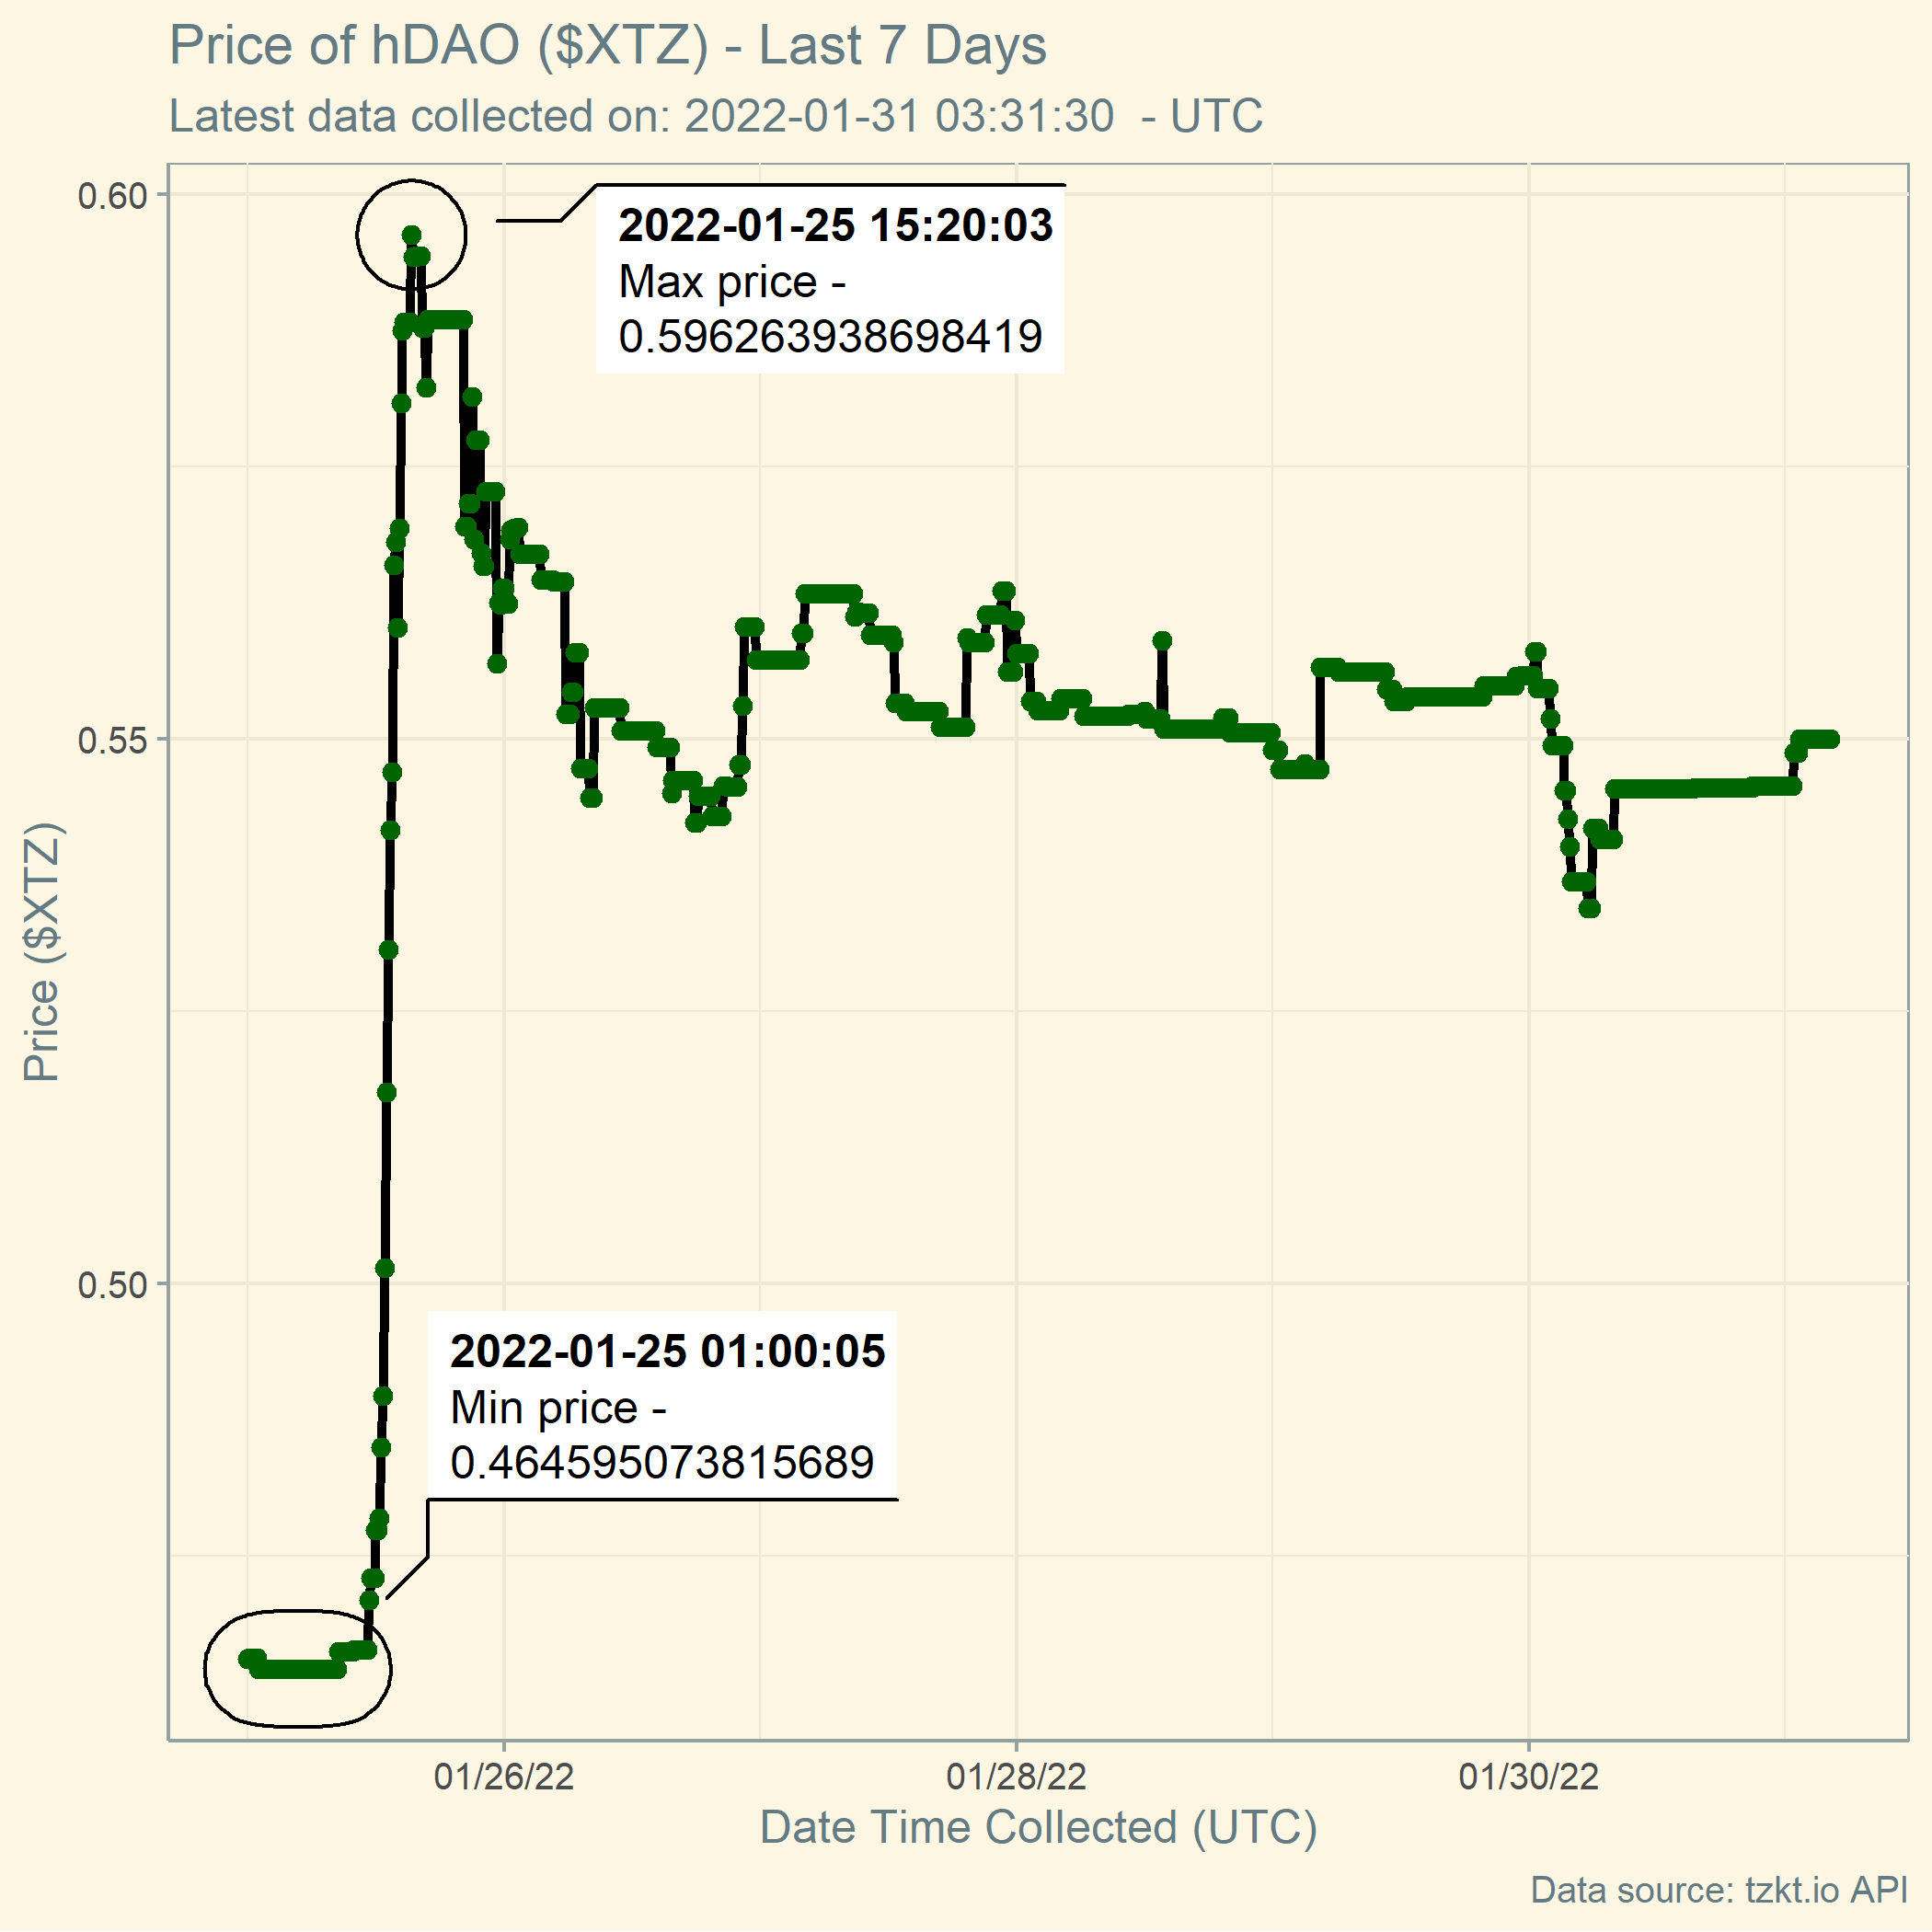 Price of hDAO ($XTZ) - Last 7 Days
Latest data collected on: 2022-01-31 03:31:30  - UTC
0.60
2022-01-25 15:20:03
Max price -
0.596263938698419
0.55
Price ($XTZ)
0.50
2022-01-25 01:00:05
Min price -
0.464595073815689
01/26/22
01/28/22
01/30/22
Date Time Collected (UTC)
Data source: tzkt.io API